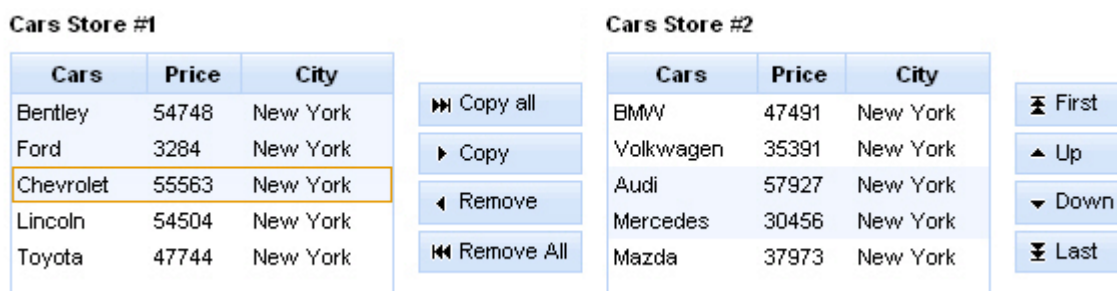 Cars Store #1
Cars Price City
Bentley 54748 New York
Ford 3284 New York
Chevrolet 55563 New York
Lincoln 54504 New York
Toyota 47744 New York
Copy all
Copy
Remove
Remove All
Cars Store #2
Cars Price City
BMW 47491 New York
Volkwagen 35391 New York
Audi 57927 New York
Mercedes 30456 New York
Mazda 37973 New York
First
Up
Down
Last